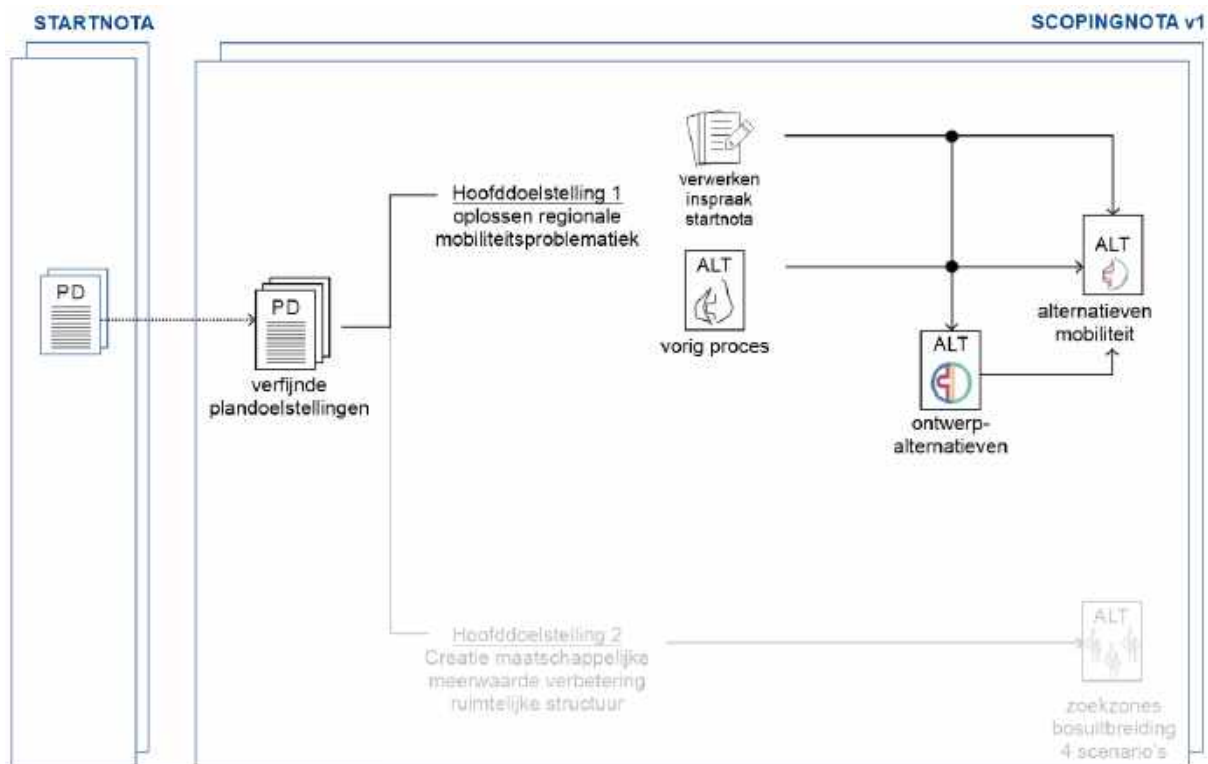 STARTNOTA
SCOPINGNOTA v1
PD
PD
verfijnde
plandoelstellingen
Hoofddoelstelling 1
oplossen regionale
mobiliteitsproblematiek
verwerken
inspraak
startnota
ALT
vorig proces
ALT
ontwerp-
alternatieven
ALT
alternatieven
mobiliteit
Hoofddoelstelling 2
Creatie maatschappelijke
meerwaarde verbetering
ruimtelijke structuur
ALT
zoekzones
bosuitbreiding
4 scenario's